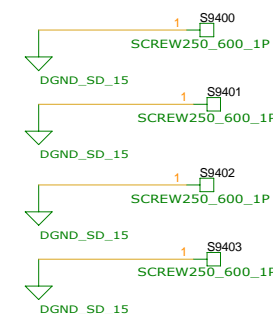 1 S9400
SCREW250_600_1P
DGND_SD_15
1 S9401
SCREW250_600_1P
DGND_SD_15
1 S9402
SCREW250_600_1P
DGND_SD_15
1 S9403
SCREW250_600_1P
DGND_SD_15